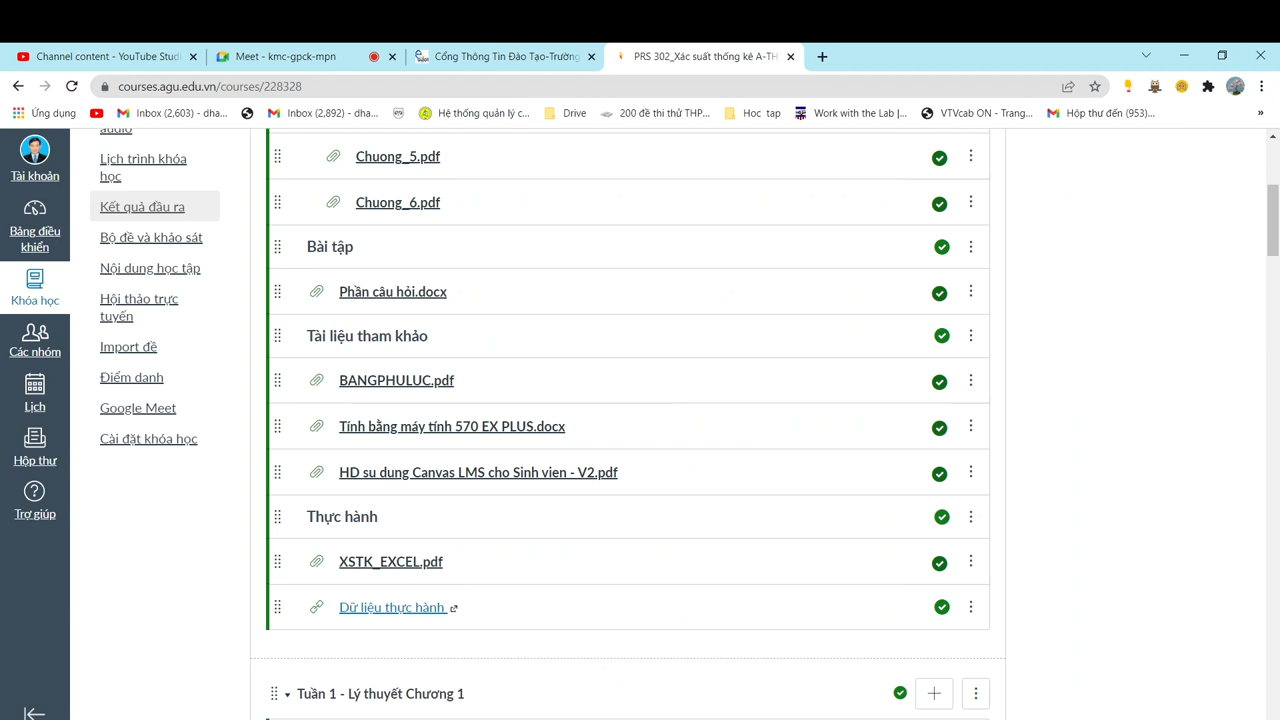 Channel content - YouTube Studi
Meet - kmc-gpck-mpn
Cổng Thông Tin Đào Tạo-Trường
PRS 302_Xác suất thống kê A-TH
courses.agu.edu.vn/courses/228328
Ứng dụng
Inbox (2,603) - dha...
Inbox (2,892) - dha...
Hệ thống quản lý c...
Drive
200 đề thi thử THP...
Hoc tap
Work with the La |...
VTVcab ON - Trang...
Hộp thư đến (953)...
»
Tài khoản
Bảng điều
khiển
Khóa học
Các nhóm
Lịch
Hộp thư
Trợ giúp
audio
Lịch trình khóa
học
Kết quả đầu ra
Bộ đề và khảo sát
Nội dung học tập
Hội thảo trực
tuyến
Import đề
Điểm danh
Google Meet
Cài đặt khóa học
Chuong_5.pdf
Chuong_6.pdf
Bài tập
Phần câu hỏi.docx
Tài liệu tham khảo
BANGPHULUC.pdf
Tính bằng máy tính 570 EX PLUS.docx
HD su dung Canvas LMS cho Sinh vien - V2.pdf
Thực hành
XSTK_EXCEL.pdf
Dữ liệu thực hành
Tuần 1 - Lý thuyết Chương 1